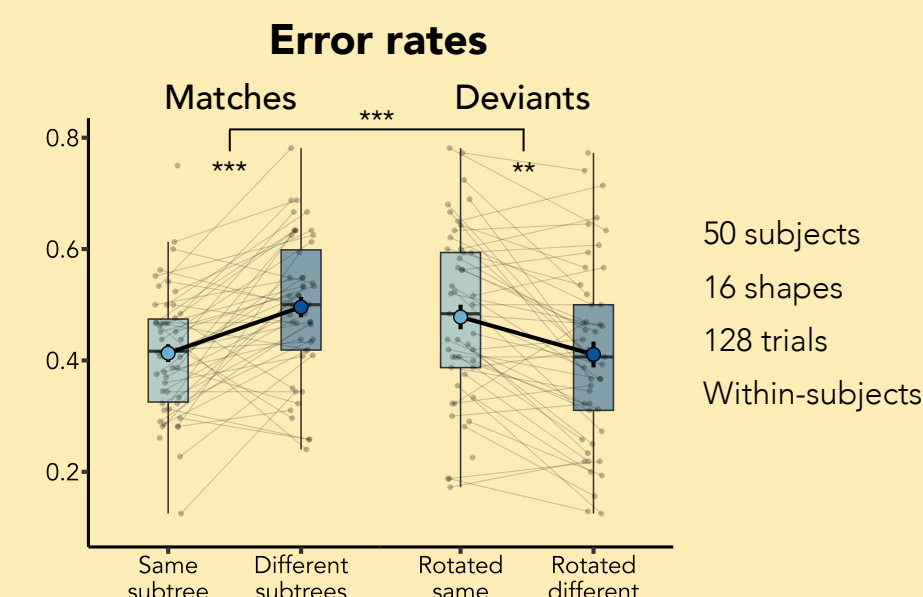 Error rates
Matches
Deviants
***
***
**
0.8
0.6
0.4
0.2
50 subjects
16 shapes
128 trials
Within-subjects
Same
subtree
Different
subtrees
Rotated
same
Rotated
different